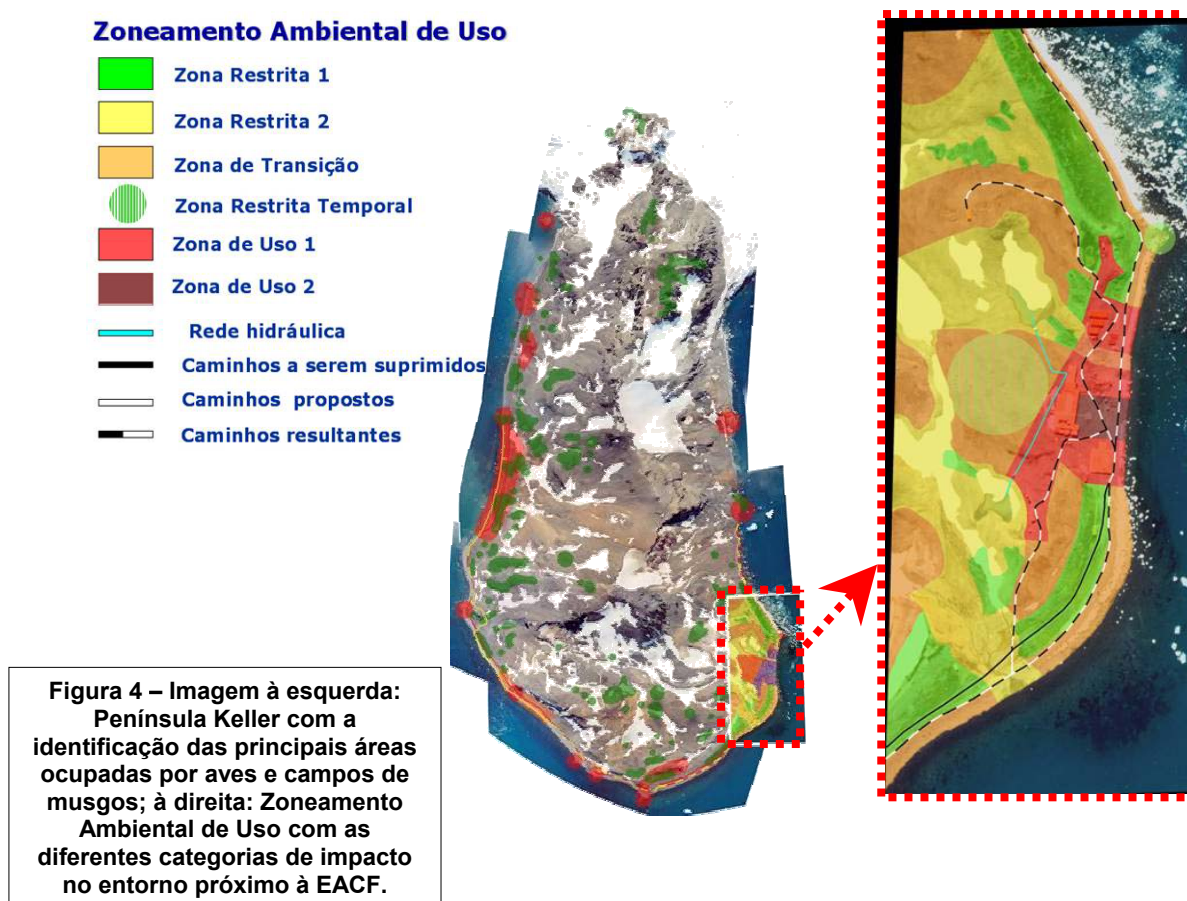 Zoneamento Ambiental de Uso
Zona Restrita 1
Zona Restrita 2
Zona de Transição
Zona Restrita Temporal
Zona de Uso 1
Zona de Uso 2
Rede hidráulica
Caminhos a serem suprimidos
Caminhos propostos
Caminhos resultantes
Figura 4 – Imagem à esquerda:
Península Keller com a
identificação das principais áreas
ocupadas por aves e campos de
musgos; à direita: Zoneamento
Ambiental de Uso com as
diferentes categorias de impacto
no entorno próximo à EACF.